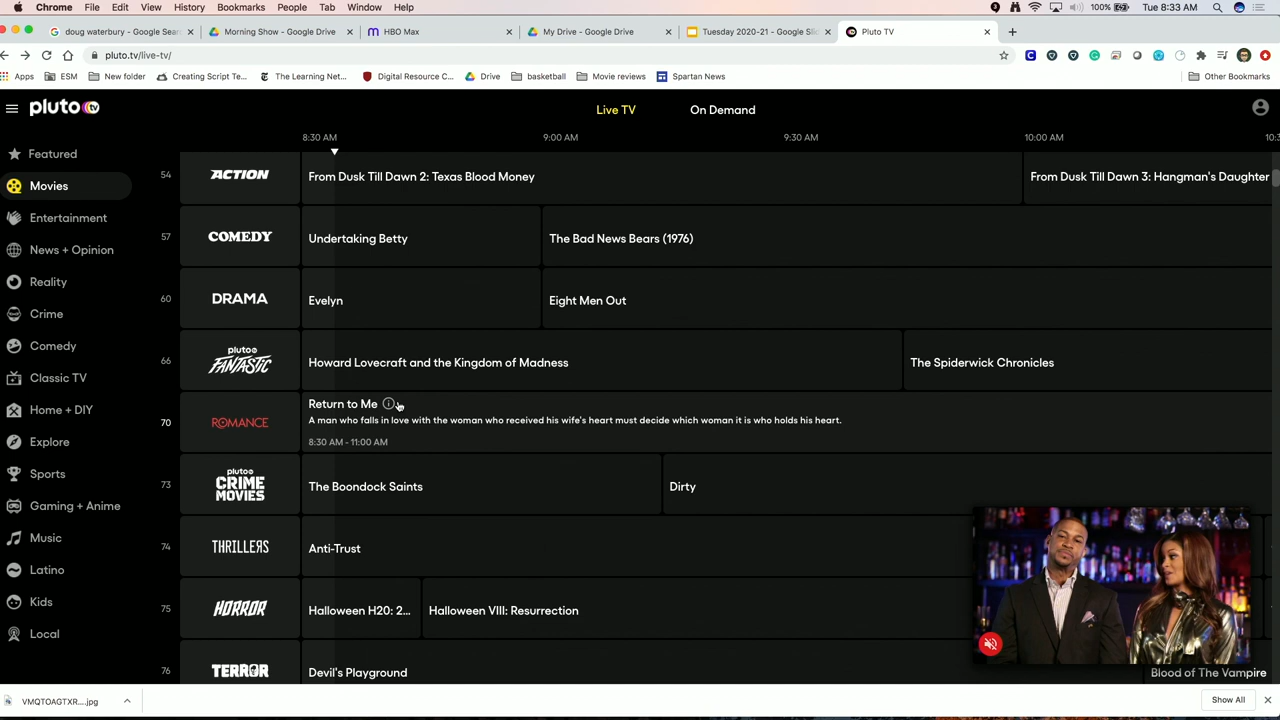 Chrome File Edit View History Bookmarks People Tab Window Help 100% Tue 8:33 AM
doug waterbury - Google Sear Morning Show - Google Drive HBO Max My Drive - Google Drive Tuesday 2020-21 - Google Slid Pluto TV
pluto.tv/live-tv/
Apps ESM New folder Creating Script Te... The Learning Net... Digital Resource C... Drive basketball Movie reviews Spartan News Other Bookmarks
pluto tv Live TV On Demand
8:30 AM 9:00 AM 9:30 AM 10:00 AM 10:3
Featured
Movies
Entertainment
News + Opinion
Reality
Crime
Comedy
Classic TV
Home + DIY
Explore
Sports
Gaming + Anime
Music
Latino
Kids
Local
54 ACTION From Dusk Till Dawn 2: Texas Blood Money From Dusk Till Dawn 3: Hangman's Daughter
57 COMEDY Undertaking Betty The Bad News Bears (1976)
60 DRAMA Evelyn Eight Men Out
66 pluto tv FANTASTIC Howard Lovecraft and the Kingdom of Madness The Spiderwick Chronicles
70 ROMANCE Return to Me
A man who falls in love with the woman who received his wife's heart must decide which woman it is who holds his heart.
8:30 AM - 11:00 AM
73 pluto tv CRIME MOVIES The Boondock Saints Dirty
74 THRILLERS Anti-Trust
75 HORROR Halloween H20: 2... Halloween VIII: Resurrection
76 TERROR Devil's Playground Blood of The Vampire
VMQTOAGTXR....jpg Show All